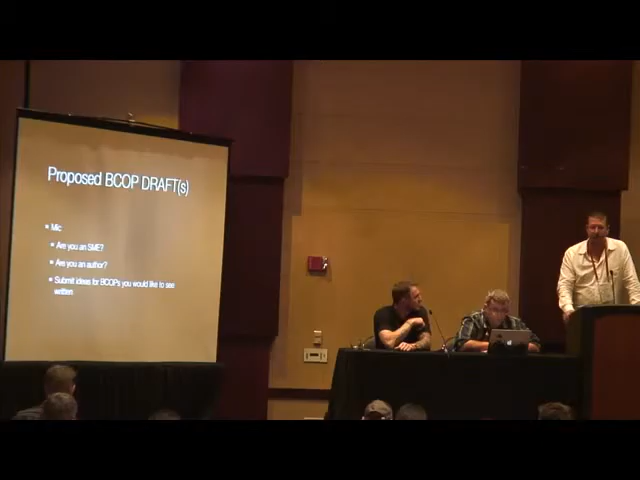 Proposed BCOP DRAFT(s)
Mic
Are you an SME?
Are you an author?
Submit ideas for BCOPs you would like to see
written